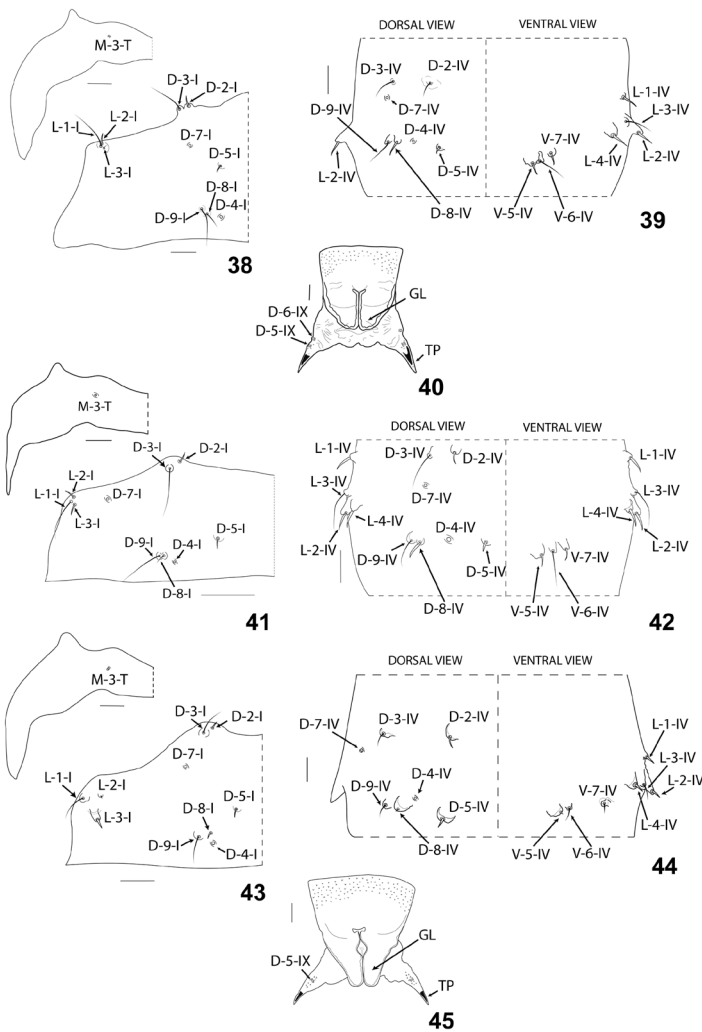 M-3-T
D-3-I
D-2-I
L-1-I
L-2-I
D-7-I
L-3-I
D-5-I
D-8-I
D-9-I
D-4-I
38
DORSAL VIEW
VENTRAL VIEW
D-3-IV
D-2-IV
D-7-IV
D-9-IV
D-4-IV
D-5-IV
L-2-IV
D-8-IV
L-1-IV
L-3-IV
V-7-IV
L-4-IV
L-2-IV
V-5-IV
V-6-IV
39
GL
D-6-IX
D-5-IX
TP
40
M-3-T
D-3-I
D-2-I
L-2-I
L-1-I
D-7-I
L-3-I
D-5-I
D-9-I
D-4-I
D-8-I
41
DORSAL VIEW
VENTRAL VIEW
L-1-IV
D-3-IV
D-2-IV
L-1-IV
L-3-IV
D-7-IV
L-3-IV
L-4-IV
D-4-IV
L-4-IV
L-2-IV
D-9-IV
D-5-IV
V-7-IV
L-2-IV
D-8-IV
V-5-IV
V-6-IV
42
M-3-T
D-3-I
D-2-I
D-7-I
L-1-I
L-2-I
L-3-I
D-8-I
D-5-I
D-9-I
D-4-I
43
DORSAL VIEW
VENTRAL VIEW
D-7-IV
D-3-IV
D-2-IV
L-1-IV
L-3-IV
D-9-IV
D-4-IV
V-7-IV
L-2-IV
D-5-IV
L-4-IV
D-8-IV
V-5-IV
V-6-IV
44
GL
D-5-IX
TP
45